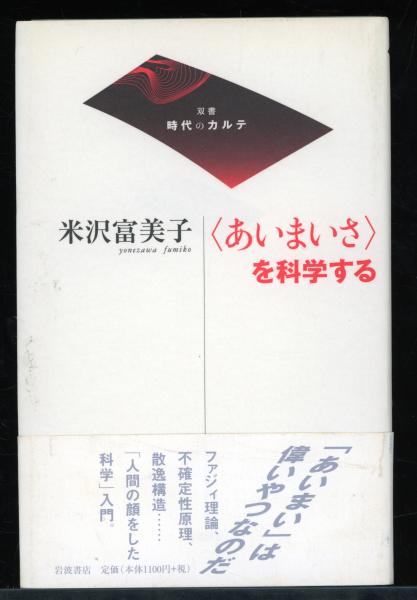 双書
時代のカルテ
米沢富美子
yonezawa fumiko
〈あいまいさ〉
を科学する
「あいまい」は
偉いやつなのだ
ファジィ理論、
不確定性原理、
散逸構造……
「人間の顔をした
科学」入門。
岩波書店 定価(本体1100円+税)